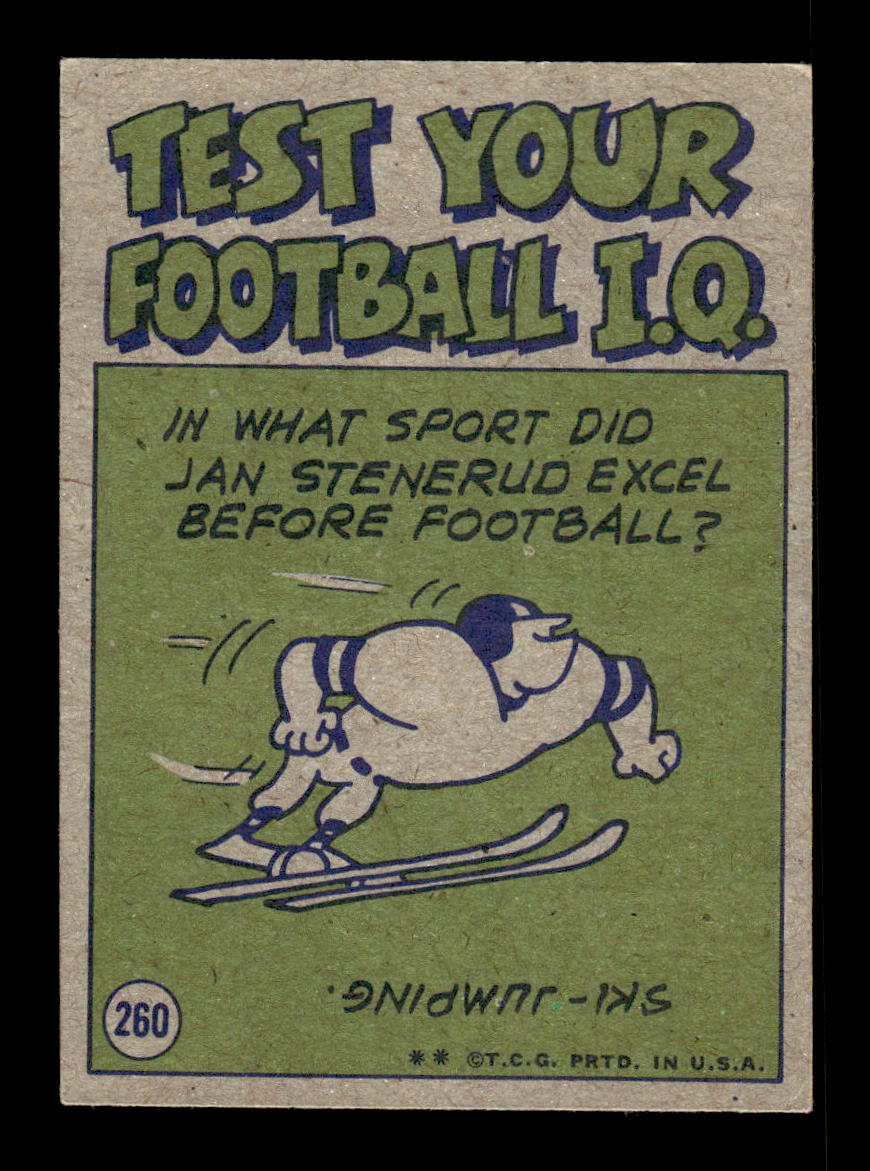 TEST YOUR
FOOTBALL I.Q.
IN WHAT SPORT DID
JAN STENERUD EXCEL
BEFORE FOOTBALL?
SKI-JUMPING.
260
** ©T.C.G. PRTD. IN U.S.A.